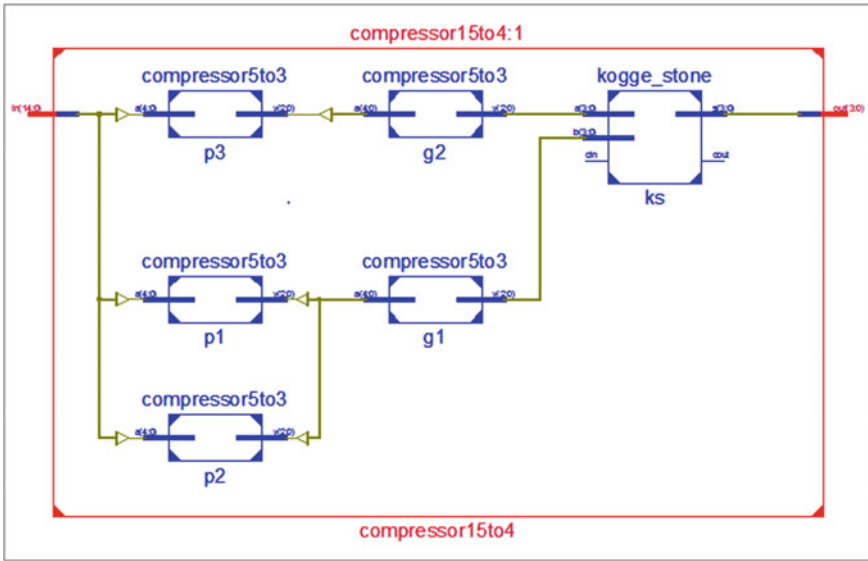 compressor15to4:1
compressor5to3 compressor5to3 kogge_stone
in(14:0) a(4:0) y(2:0) a(4:0) y(2:0) a(3:0) s(3:0) out(3:0)
b(3:0)
cin cout
p3 g2 ks
compressor5to3 compressor5to3
a(4:0) y(2:0) a(4:0) y(2:0)
p1 g1
compressor5to3
a(4:0) y(2:0)
p2
compressor15to4